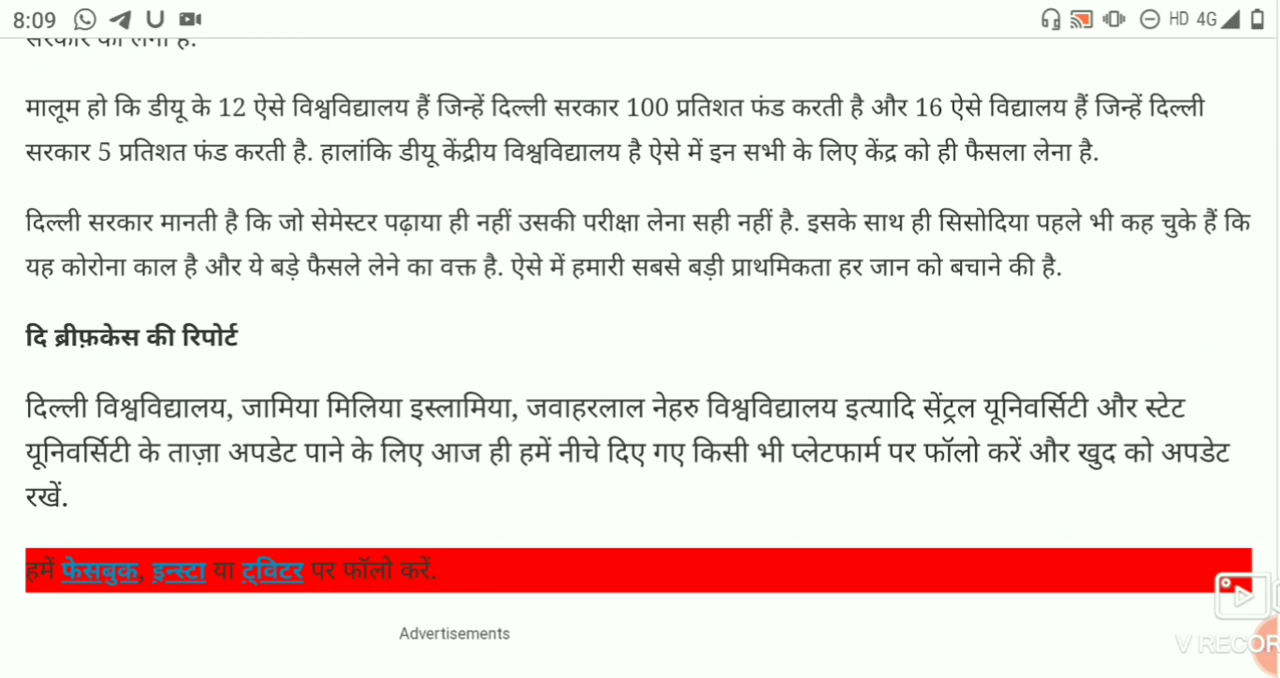 8:09 HD 4G
सरकार को लेना है.
मालूम हो कि डीयू के 12 ऐसे विश्वविद्यालय हैं जिन्हें दिल्ली सरकार 100 प्रतिशत फंड करती है और 16 ऐसे विद्यालय हैं जिन्हें दिल्ली
सरकार 5 प्रतिशत फंड करती है. हालांकि डीयू केंद्रीय विश्वविद्यालय है ऐसे में इन सभी के लिए केंद्र को ही फैसला लेना है.
दिल्ली सरकार मानती है कि जो सेमेस्टर पढ़ाया ही नहीं उसकी परीक्षा लेना सही नहीं है. इसके साथ ही सिसोदिया पहले भी कह चुके हैं कि
यह कोरोना काल है और ये बड़े फैसले लेने का वक्त है. ऐसे में हमारी सबसे बड़ी प्राथमिकता हर जान को बचाने की है.
दि ब्रीफ़केस की रिपोर्ट
दिल्ली विश्वविद्यालय, जामिया मिलिया इस्लामिया, जवाहरलाल नेहरु विश्वविद्यालय इत्यादि सेंट्रल यूनिवर्सिटी और स्टेट
यूनिवर्सिटी के ताज़ा अपडेट पाने के लिए आज ही हमें नीचे दिए गए किसी भी प्लेटफार्म पर फॉलो करें और खुद को अपडेट
रखें.
हमें फेसबुक, इन्स्टा या ट्विटर पर फॉलो करें.
Advertisements
V RECOR